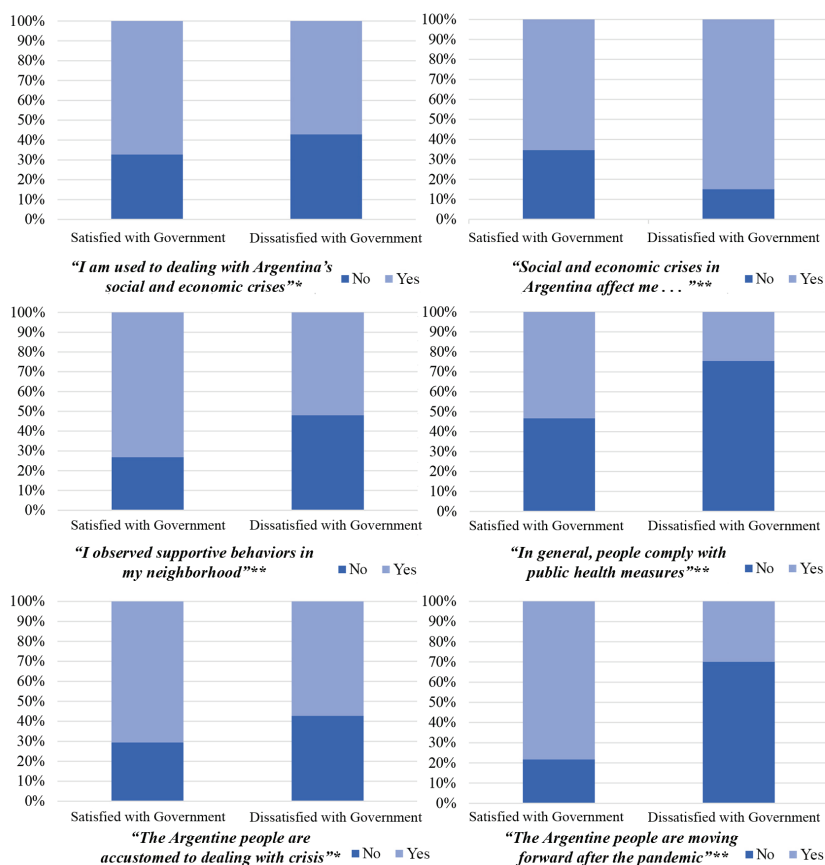 100%
90%
80%
70%
60%
50%
40%
30%
20%
10%
0%
Satisfied with Government Dissatisfied with Government
“I am used to dealing with Argentina’s
social and economic crises”*
No Yes
100%
90%
80%
70%
60%
50%
40%
30%
20%
10%
0%
Satisfied with Government Dissatisfied with Government
“Social and economic crises in
Argentina affect me . . . ”**
No Yes
100%
90%
80%
70%
60%
50%
40%
30%
20%
10%
0%
Satisfied with Government Dissatisfied with Government
“I observed supportive behaviors in
my neighborhood”**
No Yes
100%
90%
80%
70%
60%
50%
40%
30%
20%
10%
0%
Satisfied with Government Dissatisfied with Government
“In general, people comply with
public health measures”**
No Yes
100%
90%
80%
70%
60%
50%
40%
30%
20%
10%
0%
Satisfied with Government Dissatisfied with Government
“The Argentine people are
accustomed to dealing with crisis”*
No Yes
100%
90%
80%
70%
60%
50%
40%
30%
20%
10%
0%
Satisfied with Government Dissatisfied with Government
“The Argentine people are moving
forward after the pandemic”**
No Yes